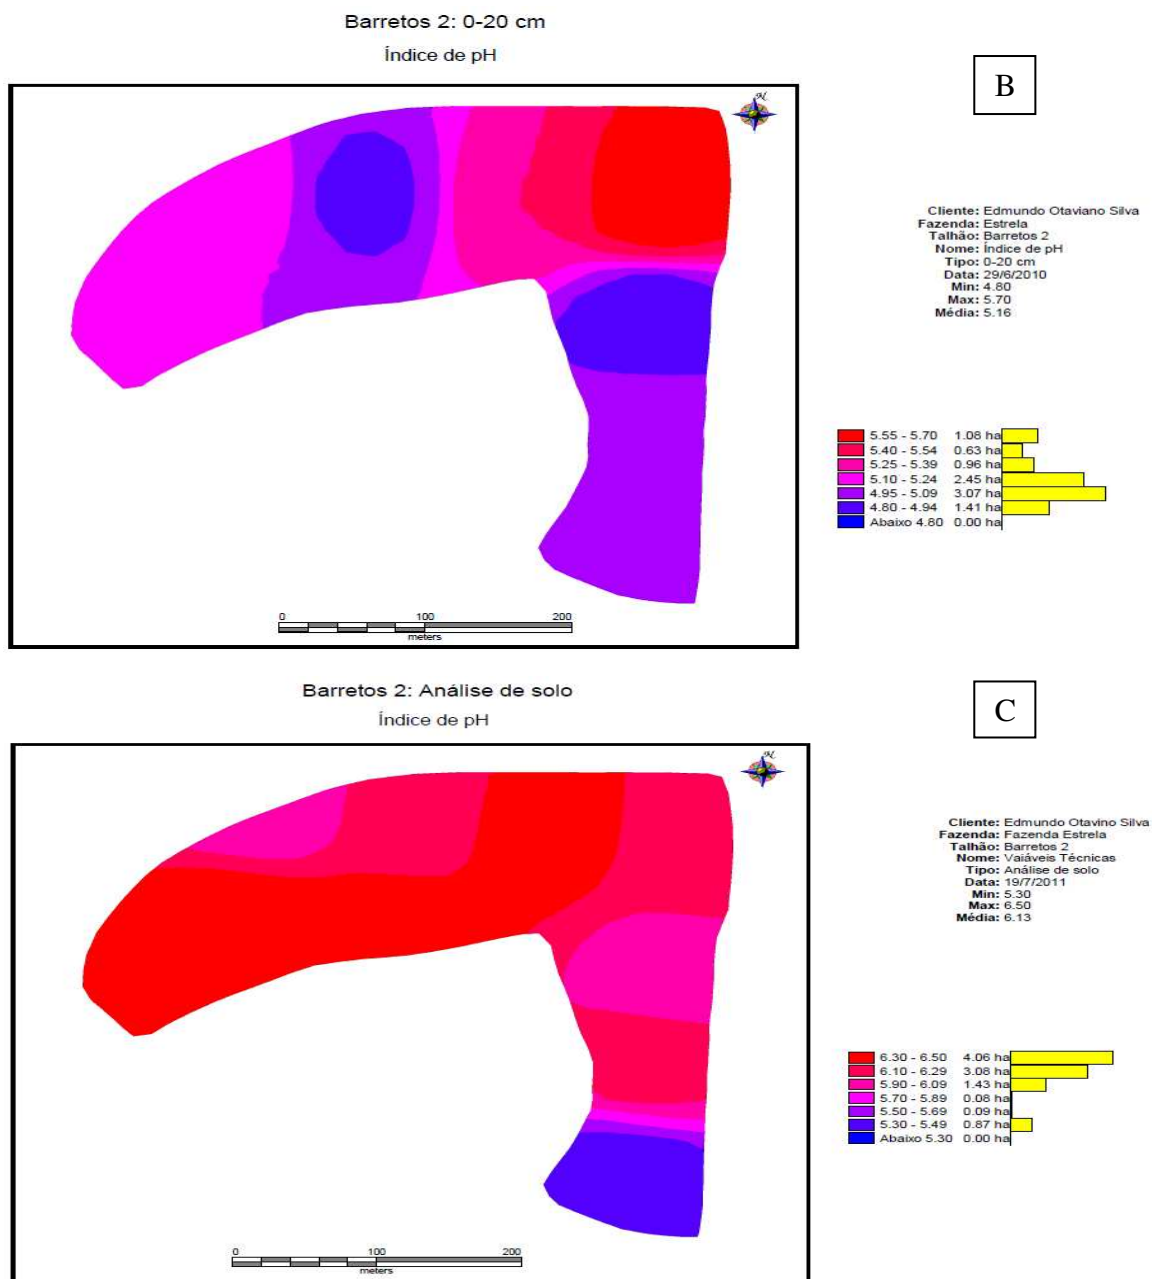 Barretos 2: 0-20 cm
Índice de pH
B
N
Cliente: Edmundo Otaviano Silva
Fazenda: Estrela
Talhão: Barretos 2
Nome: Índice de pH
Tipo: 0-20 cm
Data: 29/6/2010
Min: 4.80
Max: 5.70
Média: 5.16
5.55 - 5.70 1.08 ha
5.40 - 5.54 0.63 ha
5.25 - 5.39 0.96 ha
5.10 - 5.24 2.45 ha
4.95 - 5.09 3.07 ha
4.80 - 4.94 1.41 ha
Abaixo 4.80 0.00 ha
0 100 200
meters
Barretos 2: Análise de solo
Índice de pH
C
N
Cliente: Edmundo Otavino Silva
Fazenda: Fazenda Estrela
Talhão: Barretos 2
Nome: Vaiáveis Técnicas
Tipo: Análise de solo
Data: 19/7/2011
Min: 5.30
Max: 6.50
Média: 6.13
6.30 - 6.50 4.06 ha
6.10 - 6.29 3.08 ha
5.90 - 6.09 1.43 ha
5.70 - 5.89 0.08 ha
5.50 - 5.69 0.09 ha
5.30 - 5.49 0.87 ha
Abaixo 5.30 0.00 ha
0 100 200
meters